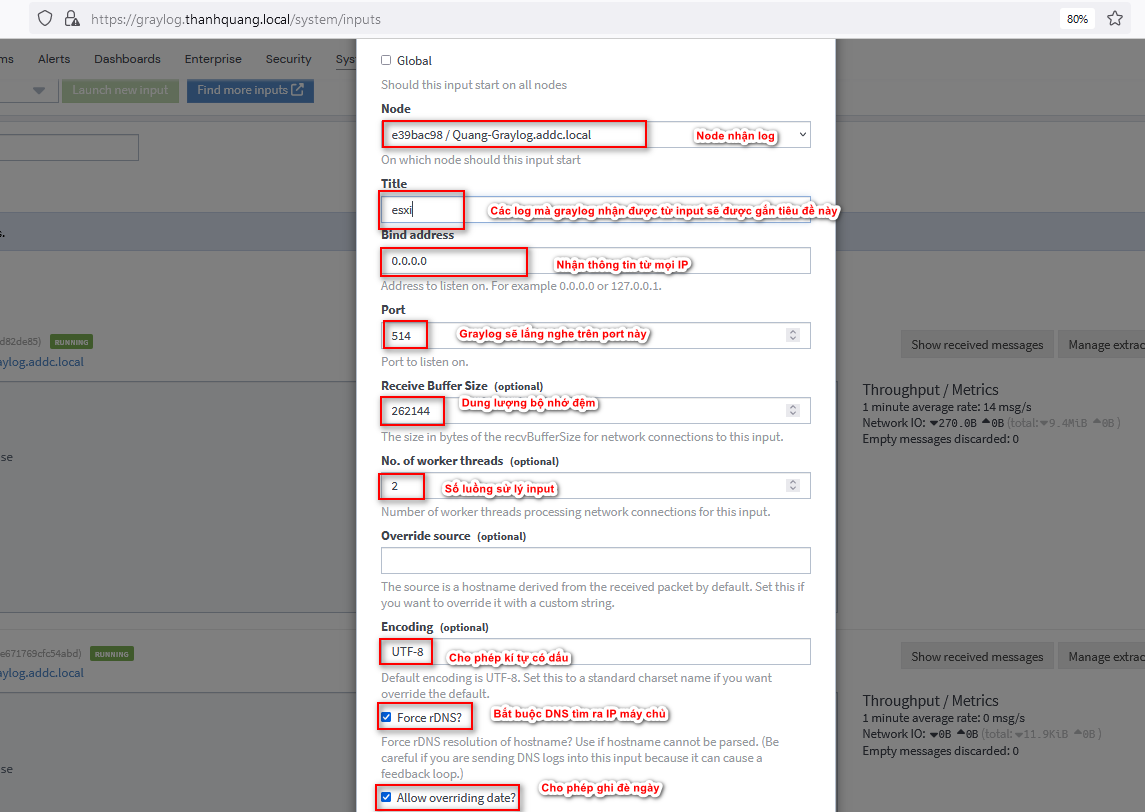 https://graylog.thanhquang.local/system/inputs
80%
ms Alerts Dashboards Enterprise Security Sys
Launch new input Find more inputs
Global
Should this input start on all nodes
Node
e39bac98 / Quang-Graylog.addc.local Node nhận log
On which node should this input start
Title
esxi Các log mà graylog nhận được từ input sẽ được gắn tiêu đề này
s.
Bind address
0.0.0.0 Nhận thông tin từ mọi IP
Address to listen on. For example 0.0.0.0 or 127.0.0.1.
Port
514 Graylog sẽ lắng nghe trên port này
Port to listen on.
d82de85) RUNNING
aylog.addc.local
Show received messages Manage extrac
Receive Buffer Size (optional)
262144 Dung lượng bộ nhớ đệm
The size in bytes of the recvBufferSize for network connections to this input.
Throughput / Metrics
1 minute average rate: 14 msg/s
Network IO: 270.0B 0B (total: 9.4MiB 0B )
Empty messages discarded: 0
se
No. of worker threads (optional)
2 Số luồng sử lý input
Number of worker threads processing network connections for this input.
Override source (optional)
The source is a hostname derived from the received packet by default. Set this if
you want to override it with a custom string.
Encoding (optional)
UTF-8 Cho phép kí tự có dấu
Default encoding is UTF-8. Set this to a standard charset name if you want
override the default.
e671769cfc54abd) RUNNING
aylog.addc.local
Show received messages Manage extrac
Force rDNS? Bắt buộc DNS tìm ra IP máy chủ
Force rDNS resolution of hostname? Use if hostname cannot be parsed. (Be
careful if you are sending DNS logs into this input because it can cause a
feedback loop.)
Throughput / Metrics
1 minute average rate: 0 msg/s
Network IO: 0B 0B (total: 11.9KiB 0B )
Empty messages discarded: 0
se
Allow overriding date? Cho phép ghi đè ngày